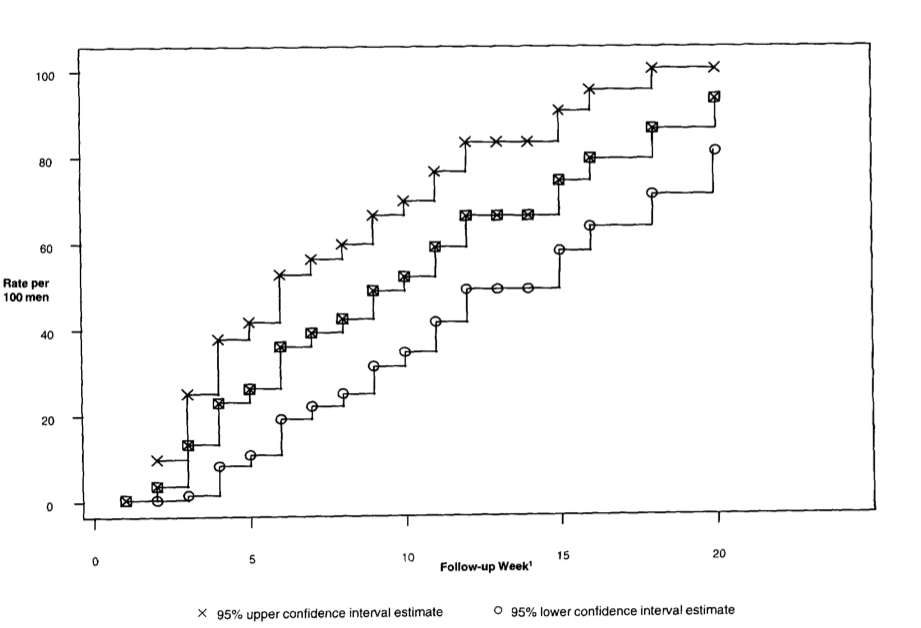 100
80
60
Rate per
100 men
40
20
0
0 5 10 15 20
Follow-up Week¹
95% upper confidence interval estimate 95% lower confidence interval estimate